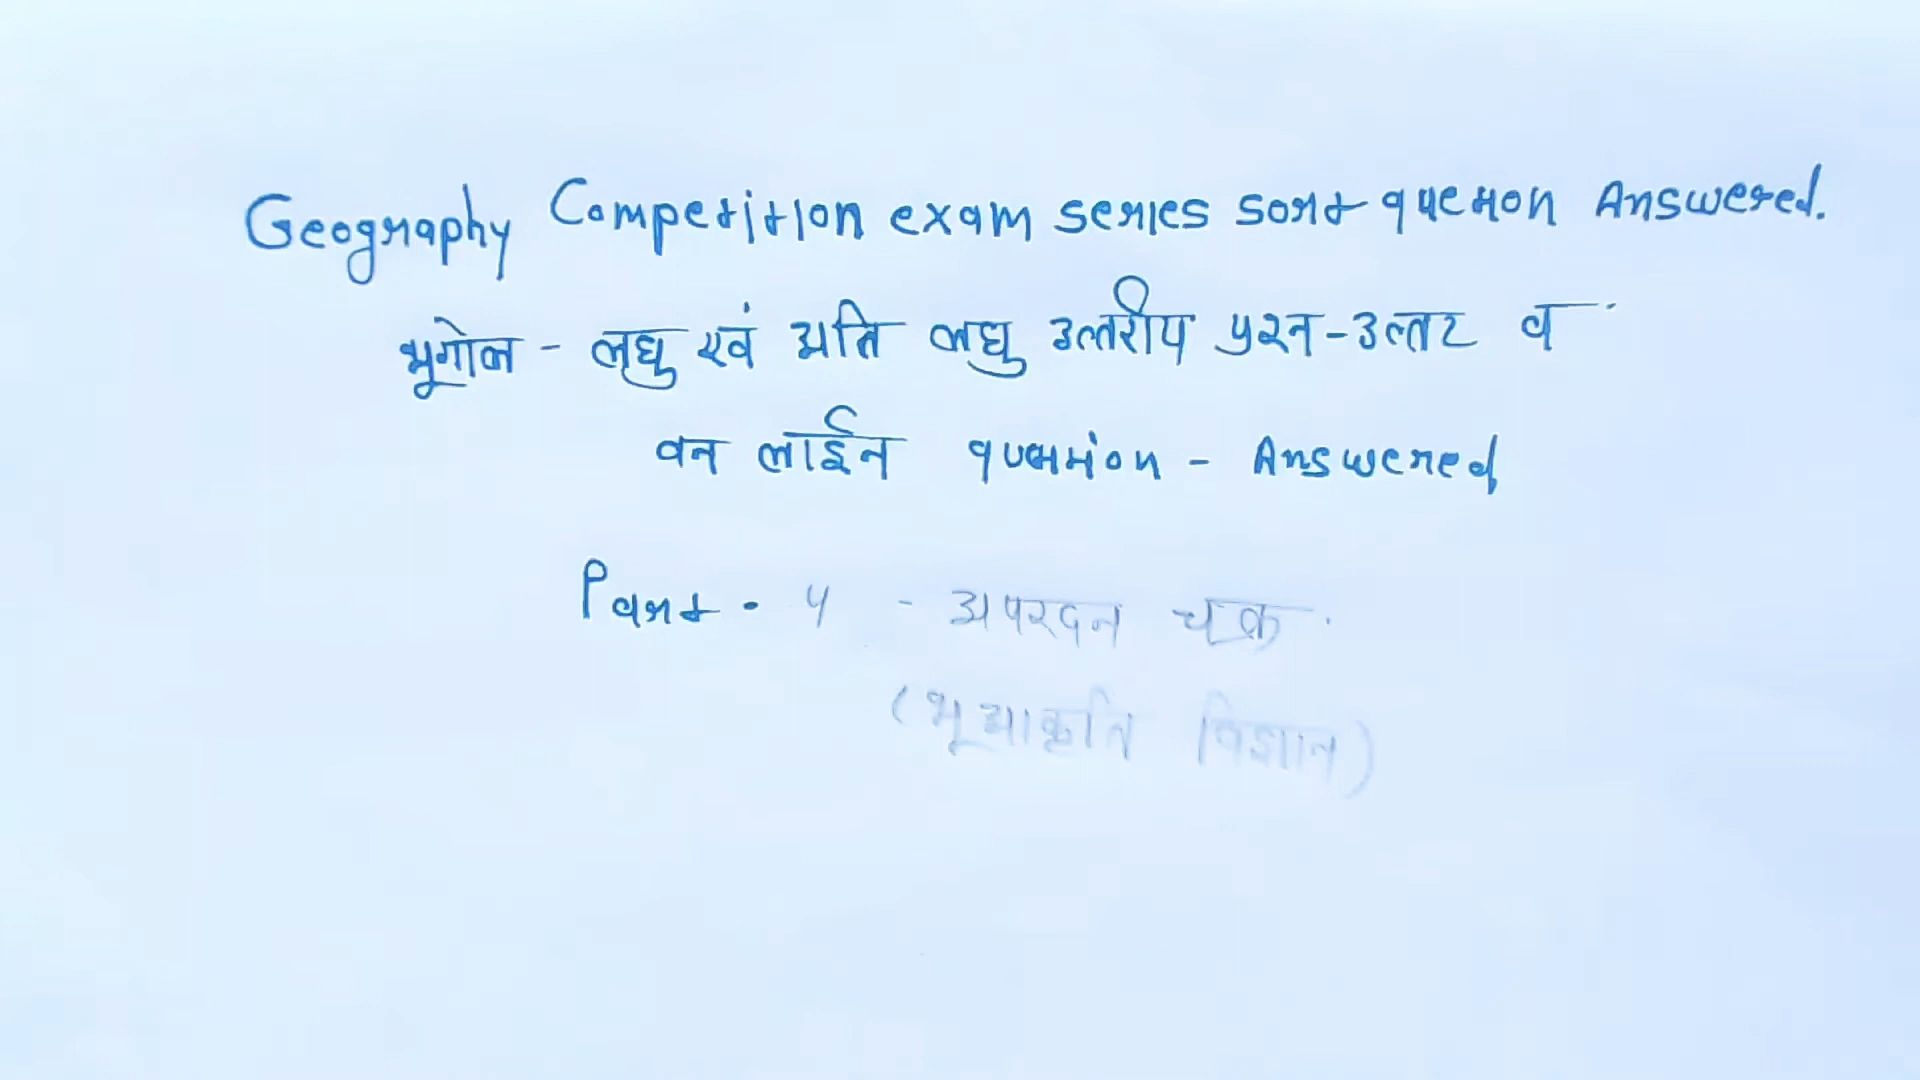 Geography Competition exam series sort question Answered.
भूगोल - लघु एवं अति लघु उत्तरीय प्रश्न-उत्तर व
वन लाईन question - Answered
Part - 4 - अपरदन चक्र
(भूआकृति विज्ञान)